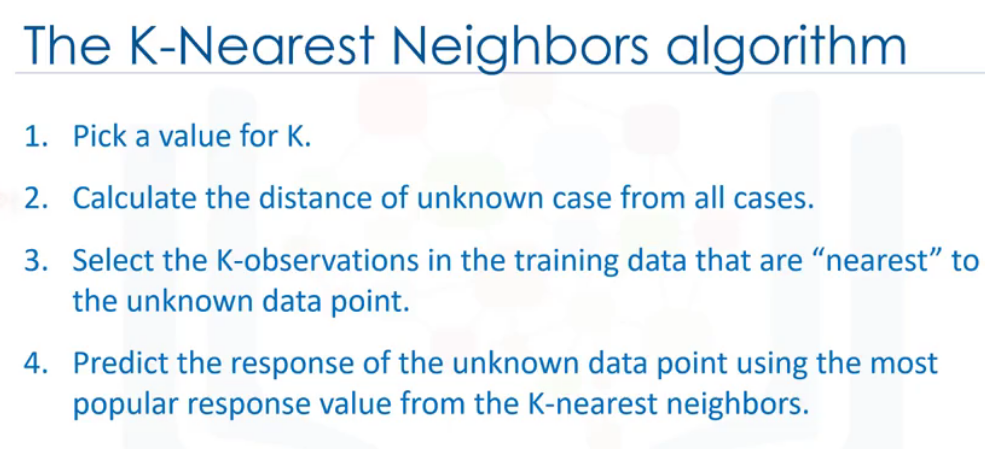 The K-Nearest Neighbors algorithm
1. Pick a value for K.
2. Calculate the distance of unknown case from all cases.
3. Select the K-observations in the training data that are “nearest” to
the unknown data point.
4. Predict the response of the unknown data point using the most
popular response value from the K-nearest neighbors.